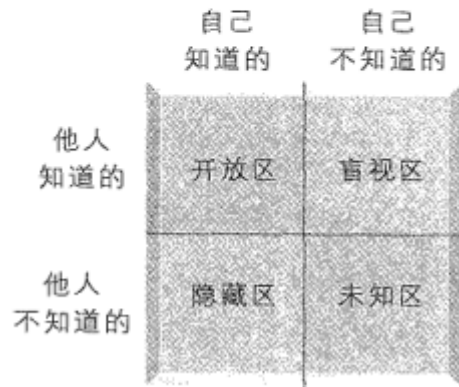 自己
知道的
自己
不知道的
他人
知道的
开放区
盲视区
他人
不知道的
隐藏区
未知区